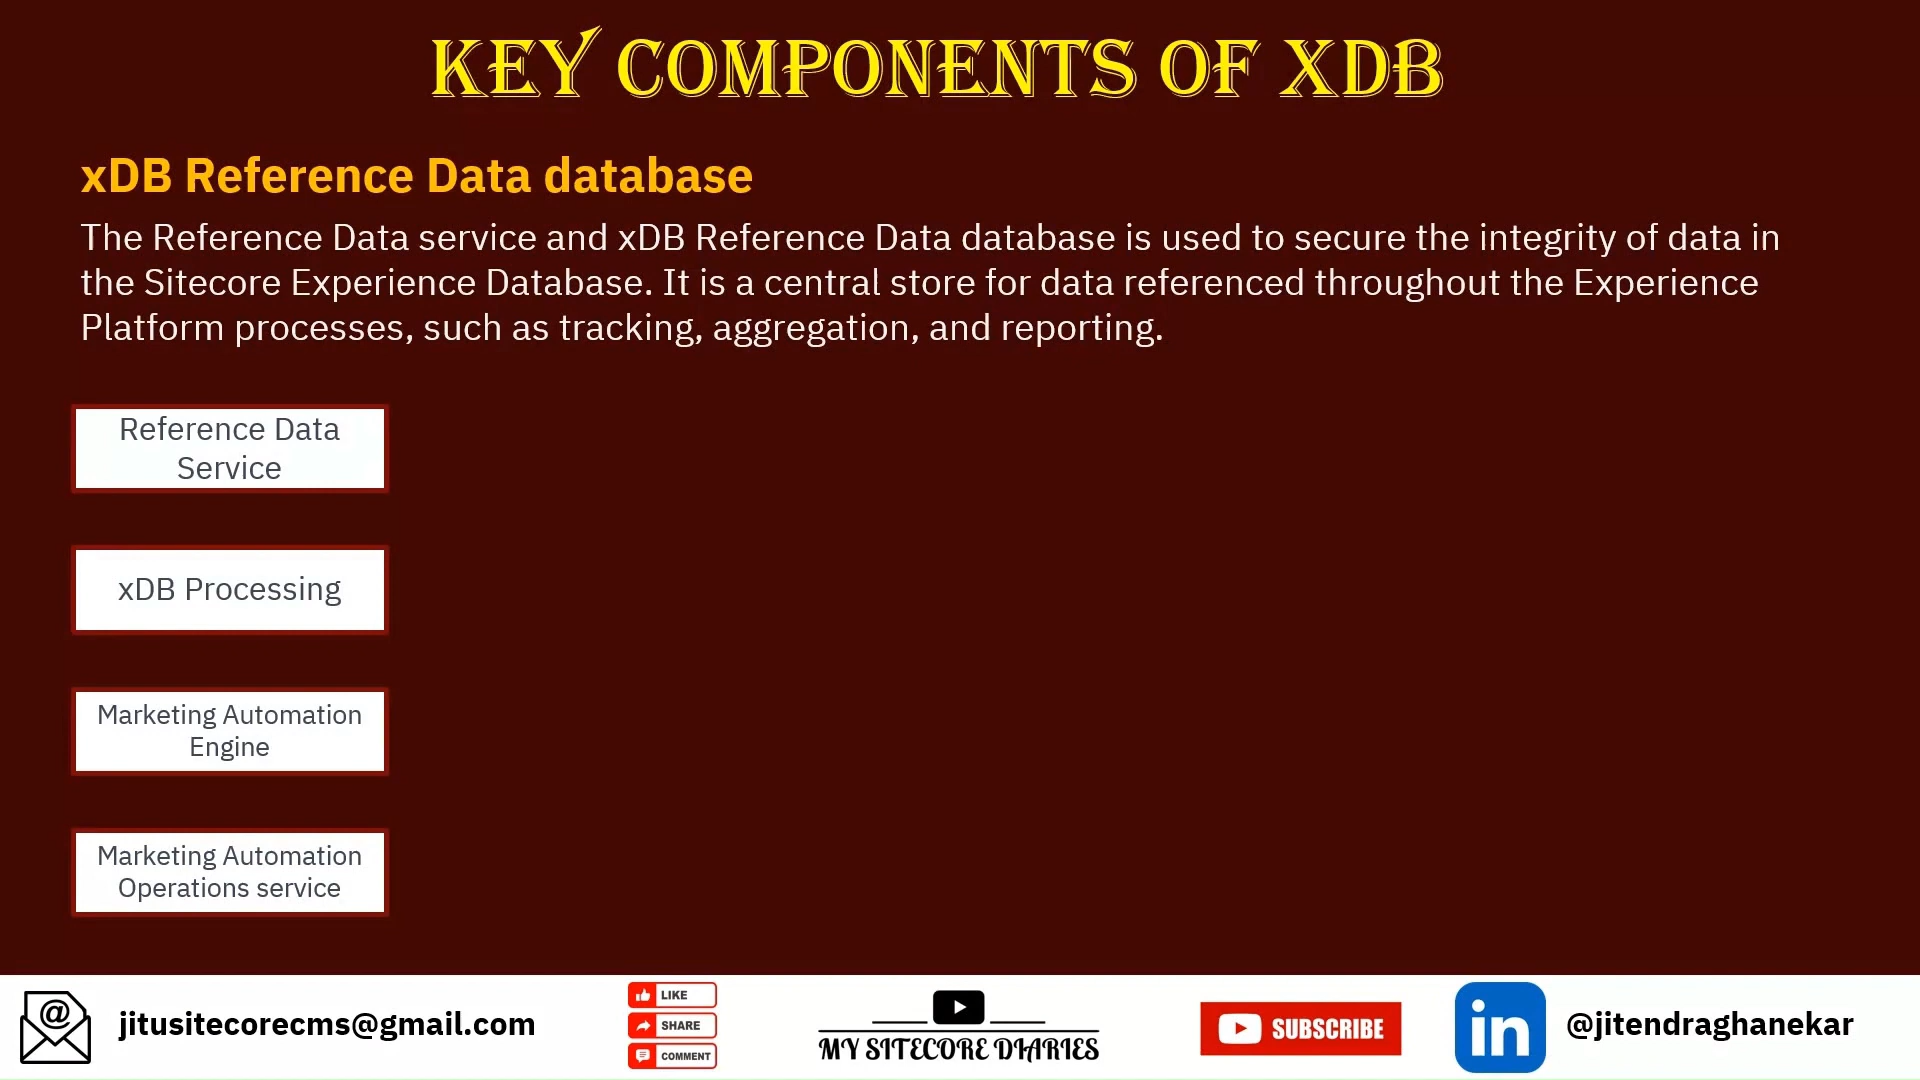 KEY COMPONENTS OF XDB
xDB Reference Data database
The Reference Data service and xDB Reference Data database is used to secure the integrity of data in
the Sitecore Experience Database. It is a central store for data referenced throughout the Experience
Platform processes, such as tracking, aggregation, and reporting.
Reference Data
Service
xDB Processing
Marketing Automation
Engine
Marketing Automation
Operations service
@
jitusitecorecms@gmail.com
LIKE
SHARE
COMMENT
MY SITECORE DIARIES
SUBSCRIBE
in
@jitendraghanekar